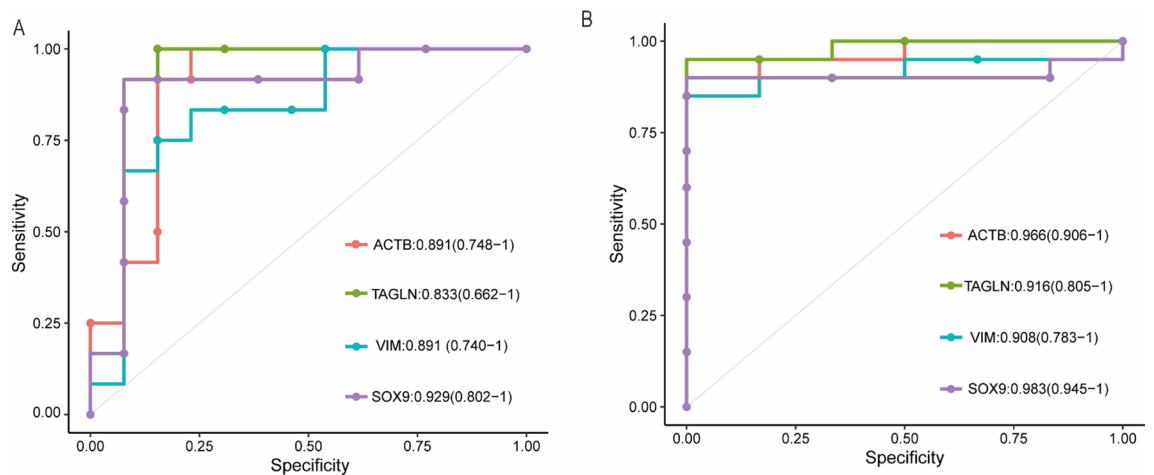 A
1.00
0.75
0.50
0.25
0.00
Sensitivity
ACTB:0.891(0.748−1)
TAGLN:0.833(0.662−1)
VIM:0.891 (0.740−1)
SOX9:0.929(0.802−1)
0.00 0.25 0.50 0.75 1.00
Specificity
B
1.00
0.75
0.50
0.25
0.00
Sensitivity
ACTB:0.966(0.906−1)
TAGLN:0.916(0.805−1)
VIM:0.908(0.783−1)
SOX9:0.983(0.945−1)
0.00 0.25 0.50 0.75 1.00
Specificity